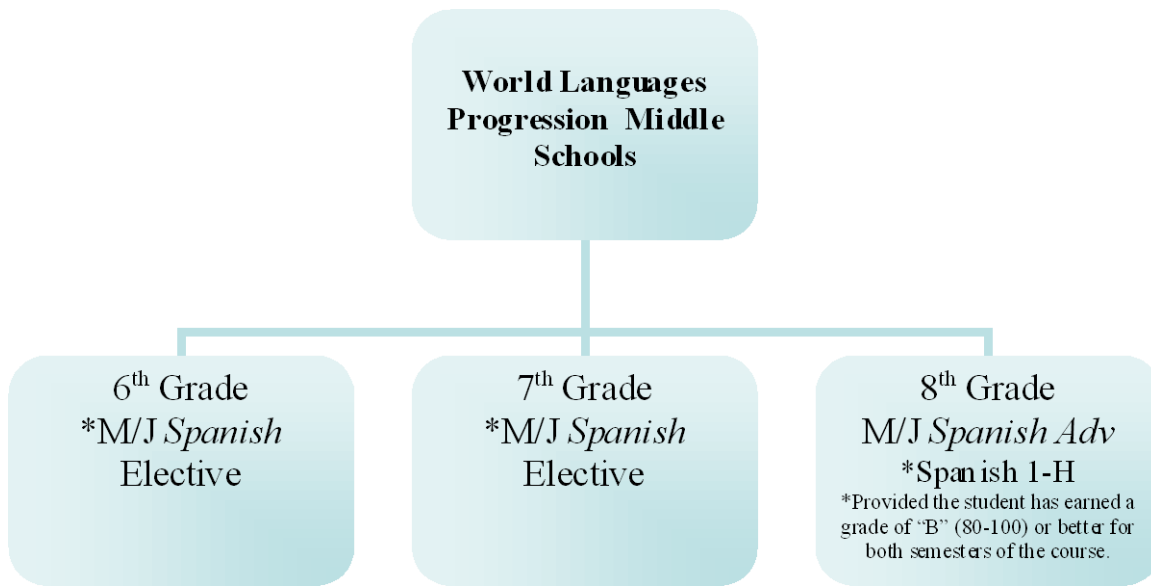 World Languages
Progression Middle
Schools
6th Grade
*M/J Spanish
Elective
7th Grade
*M/J Spanish
Elective
8th Grade
M/J Spanish Adv
*Spanish 1-H
*Provided the student has earned a
grade of “B” (80-100) or better for
both semesters of the course.